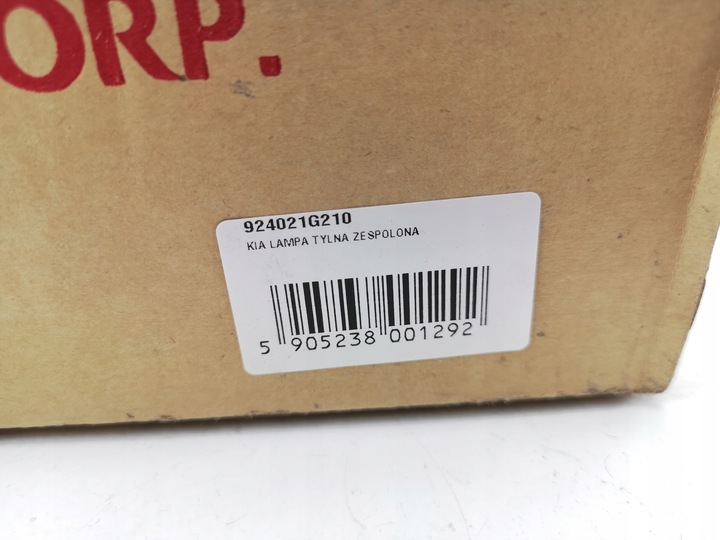 ORP.
924021G210
KIA LAMPA TYLNA ZESPOLONA
5 905238 001292